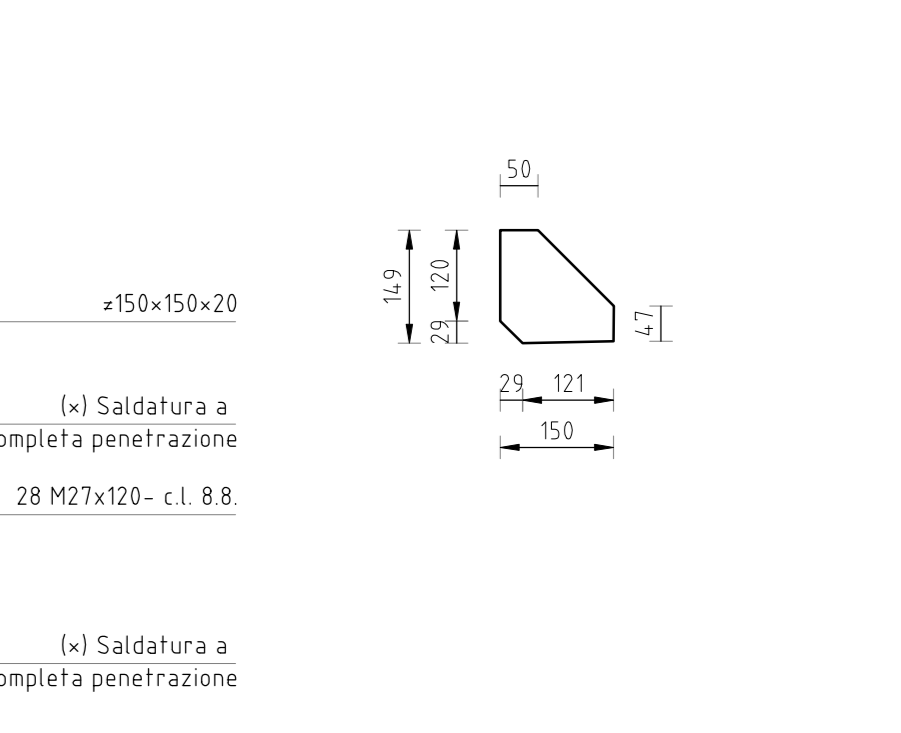 50
149
120
29
≠150×150×20
47
29 121
(×) Saldatura a
ompleta penetrazione
150
28 M27x120- c.l. 8.8.
(×) Saldatura a
ompleta penetrazione